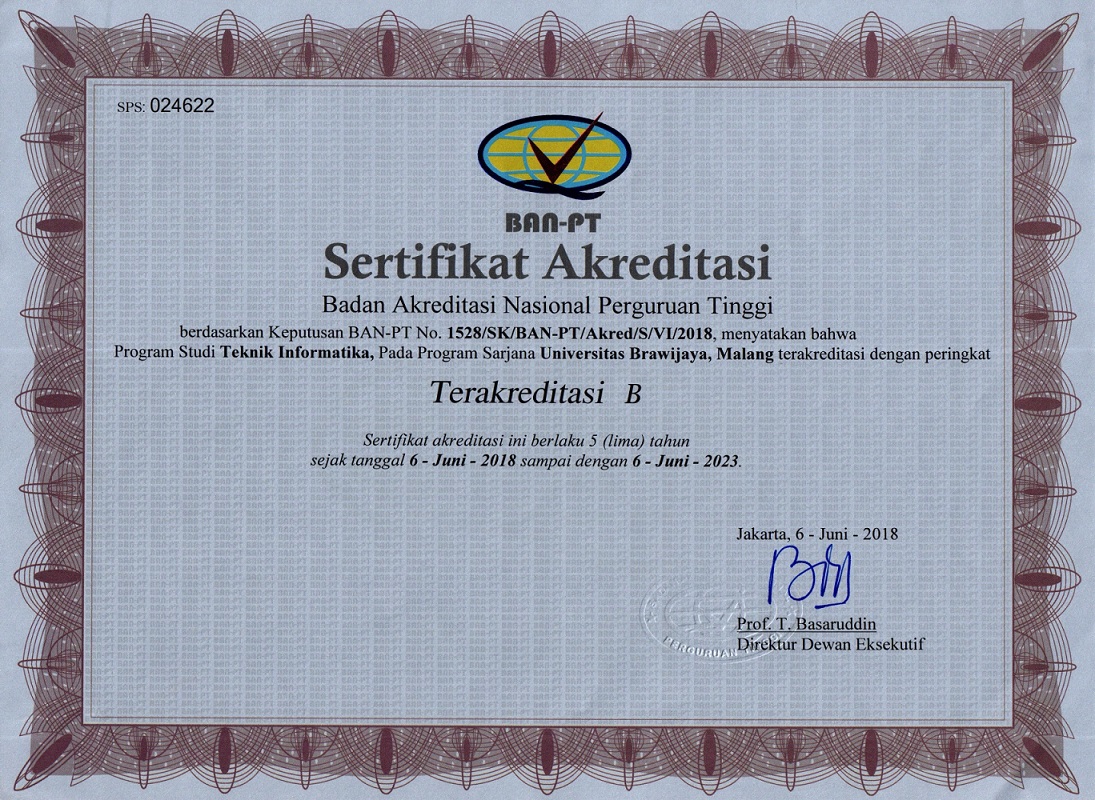 SPS: 024622
BAN-PT
Sertifikat Akreditasi
Badan Akreditasi Nasional Perguruan Tinggi
berdasarkan Keputusan BAN-PT No. 1528/SK/BAN-PT/Akred/S/VI/2018, menyatakan bahwa
Program Studi Teknik Informatika, Pada Program Sarjana Universitas Brawijaya, Malang terakreditasi dengan peringkat
Terakreditasi B
Sertifikat akreditasi ini berlaku 5 (lima) tahun
sejak tanggal 6 - Juni - 2018 sampai dengan 6 - Juni - 2023.
Jakarta, 6 - Juni - 2018
Prof. T. Basaruddin
Direktur Dewan Eksekutif
PERGURUAN